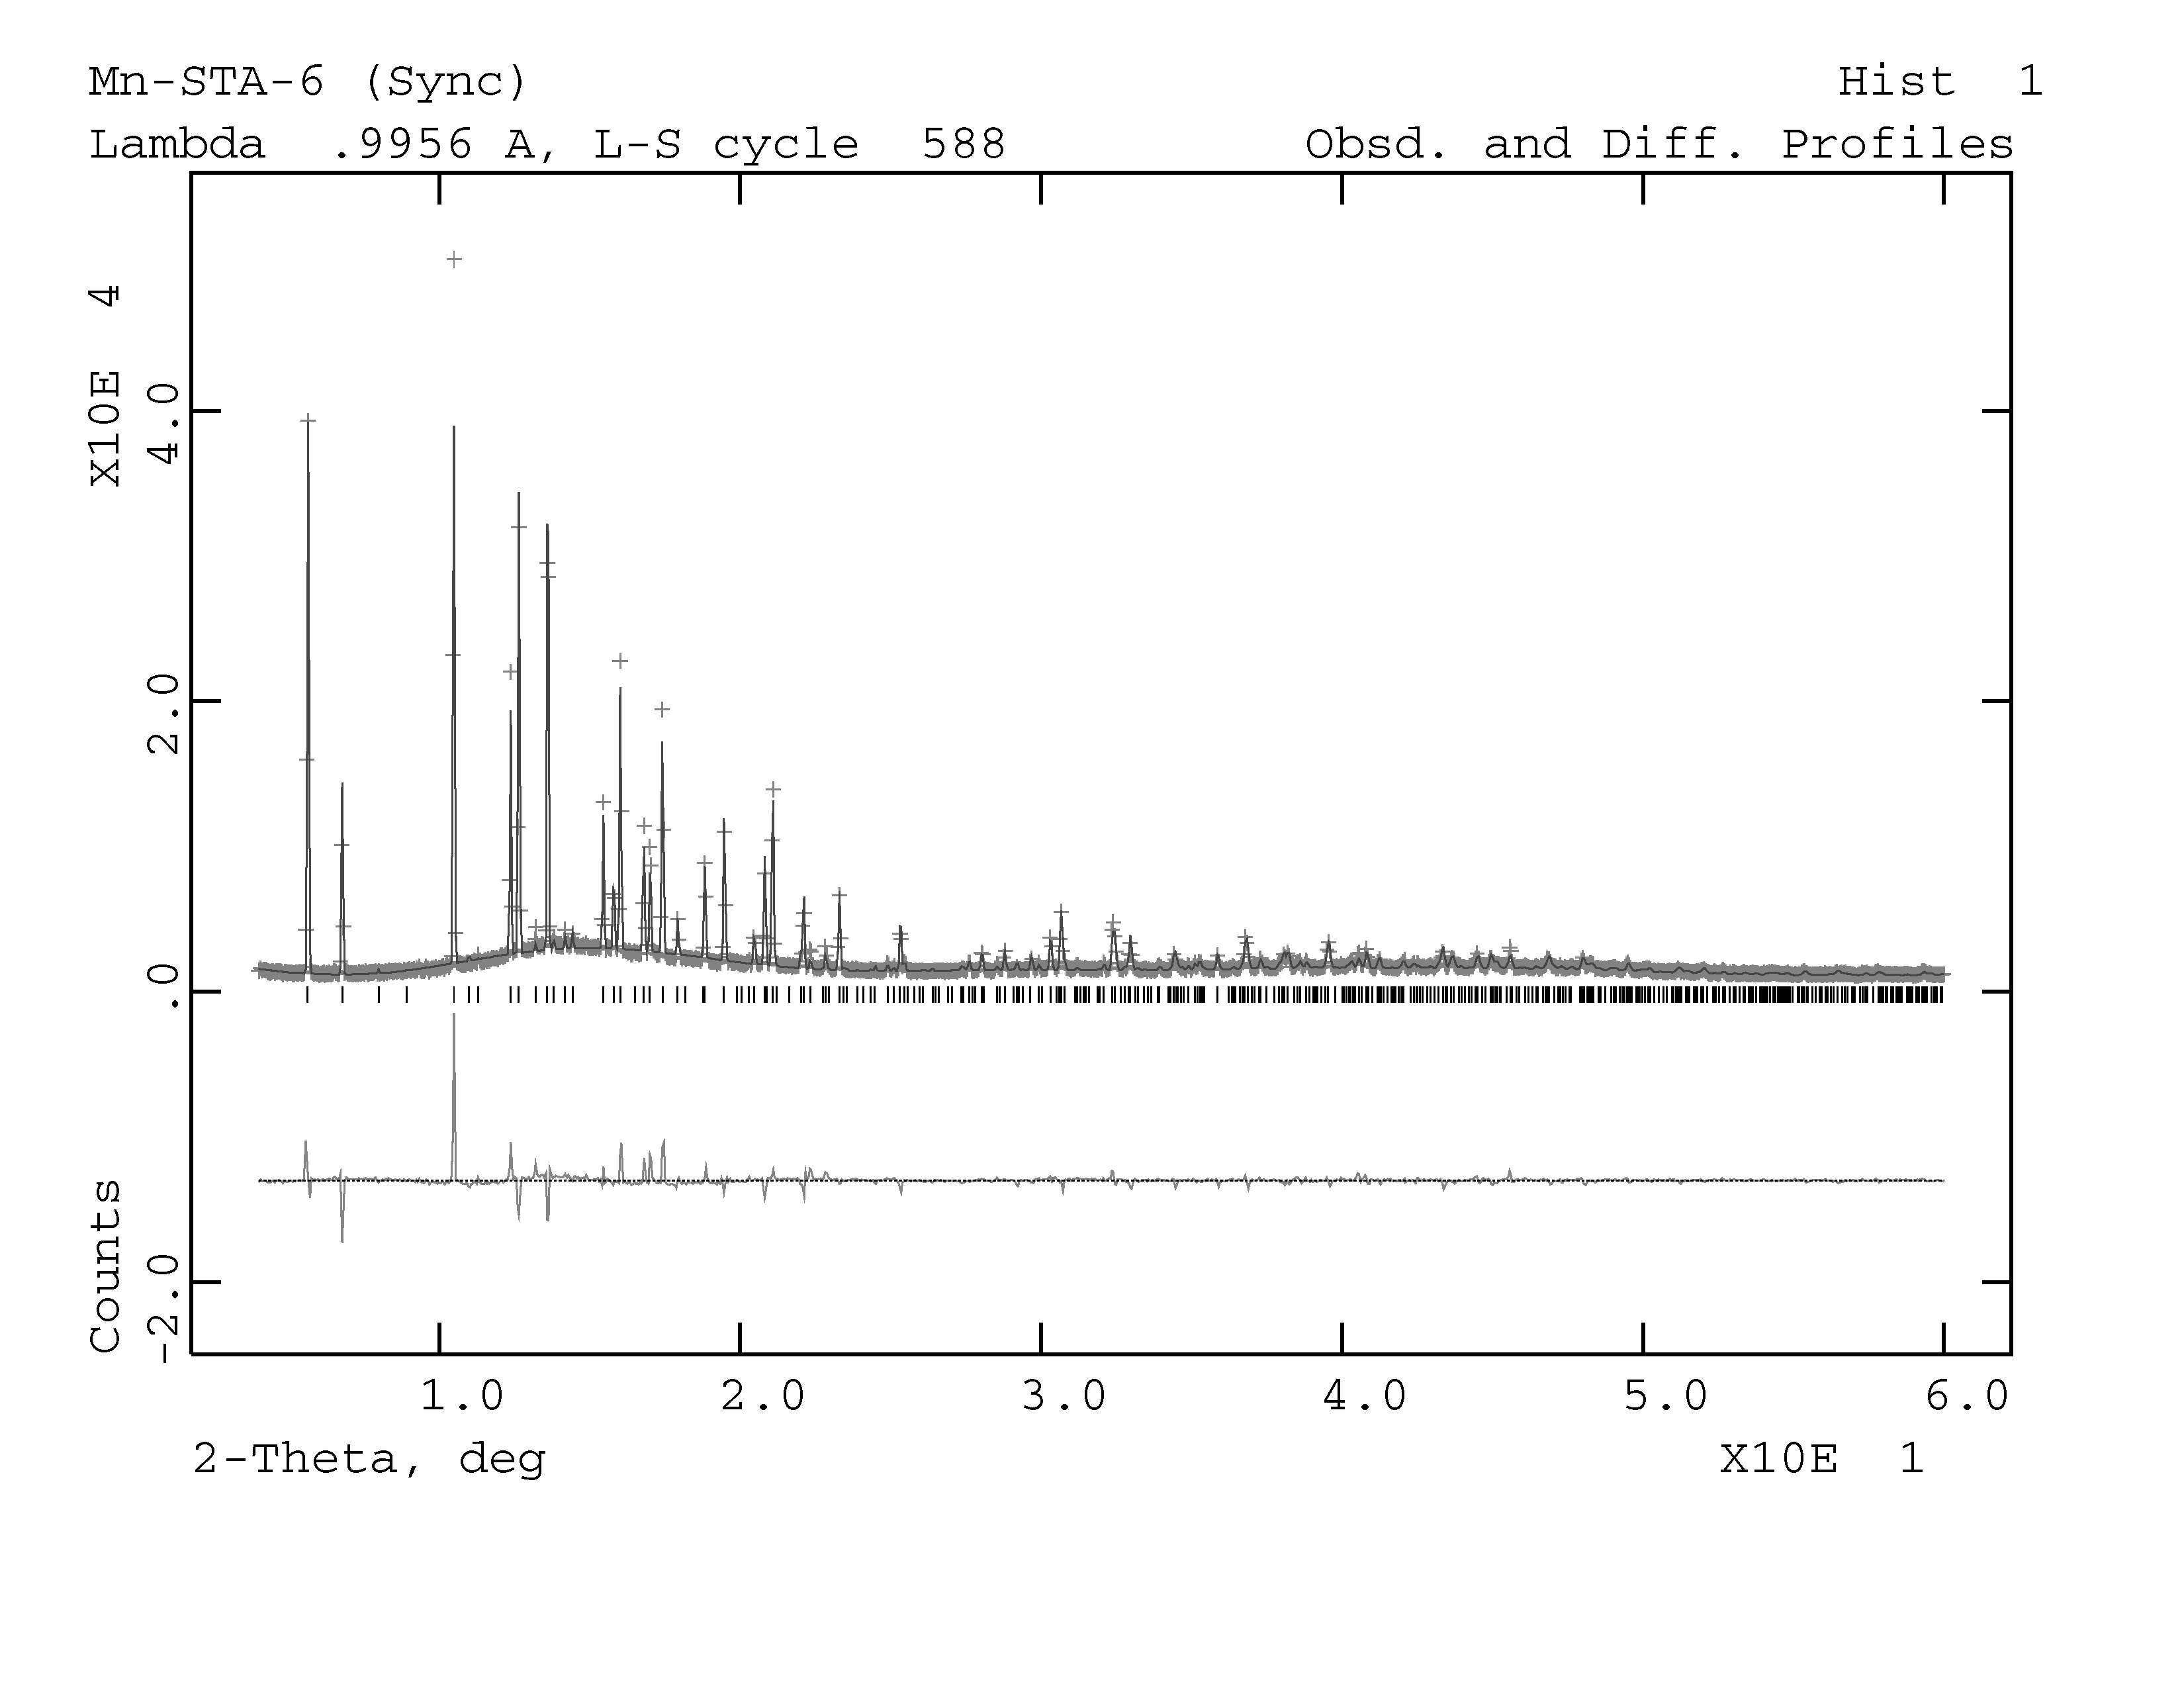 Mn-STA-6 (Sync) Hist 1
Lambda .9956 A, L-S cycle 588 Obsd. and Diff. Profiles
X10E 4
Counts
4.0
2.0
.0
-2.0
1.0 2.0 3.0 4.0 5.0 6.0
2-Theta, deg X10E 1